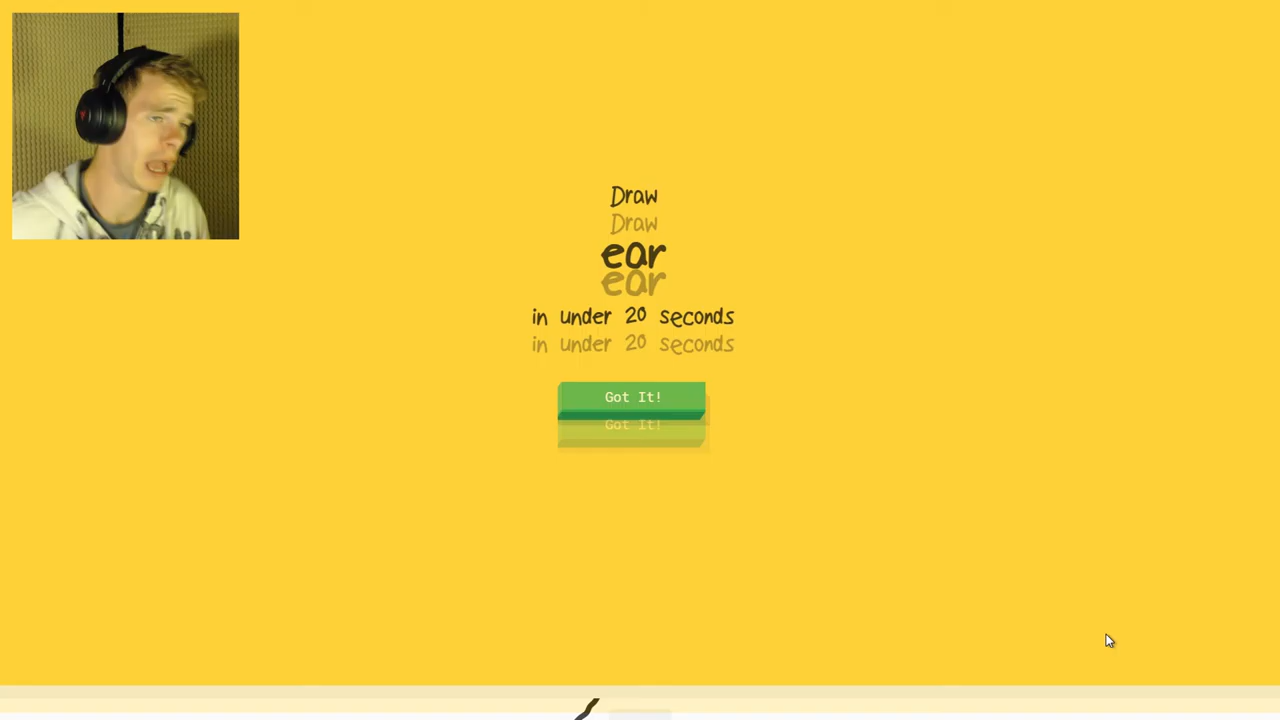 Draw
Draw
ear
ear
in under 20 seconds
in under 20 seconds
Got It!
Got It!